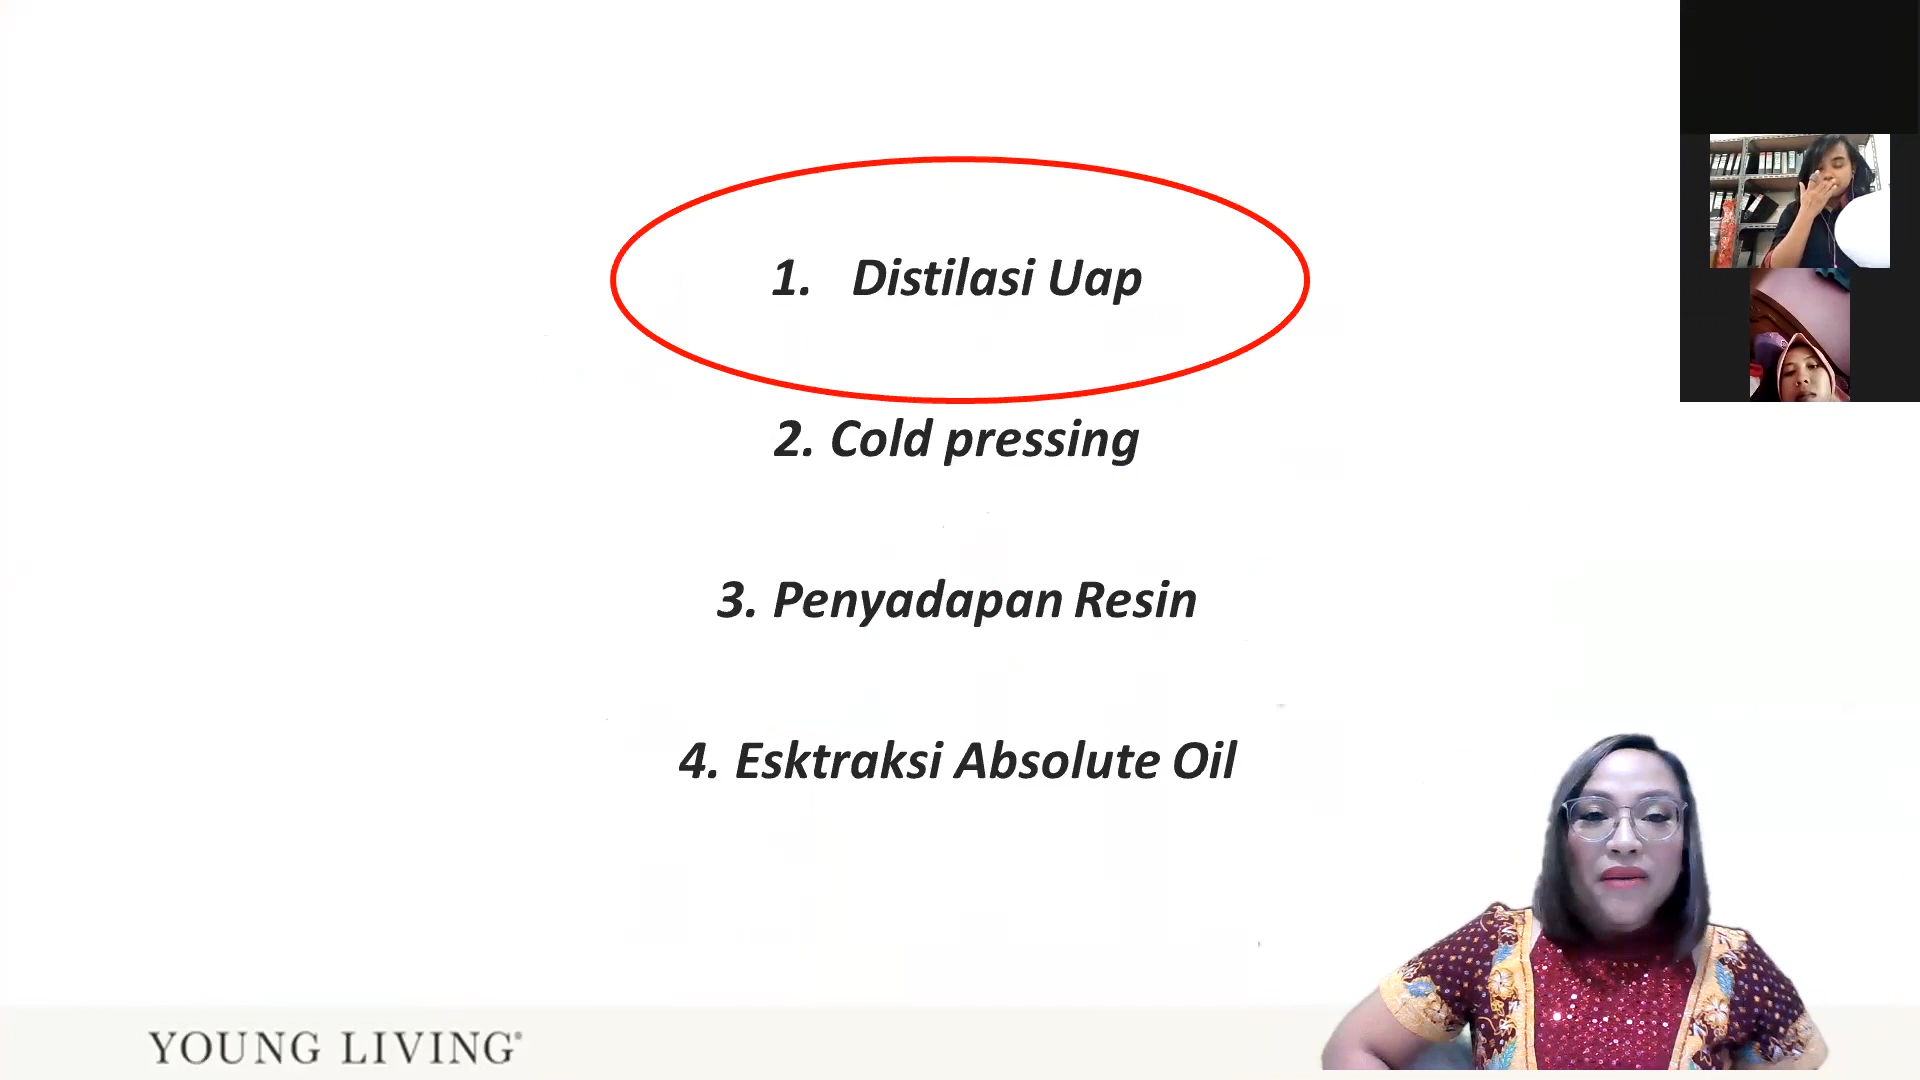 1. Distilasi Uap
2. Cold pressing
3. Penyadapan Resin
4. Esktraksi Absolute Oil
YOUNG LIVING®